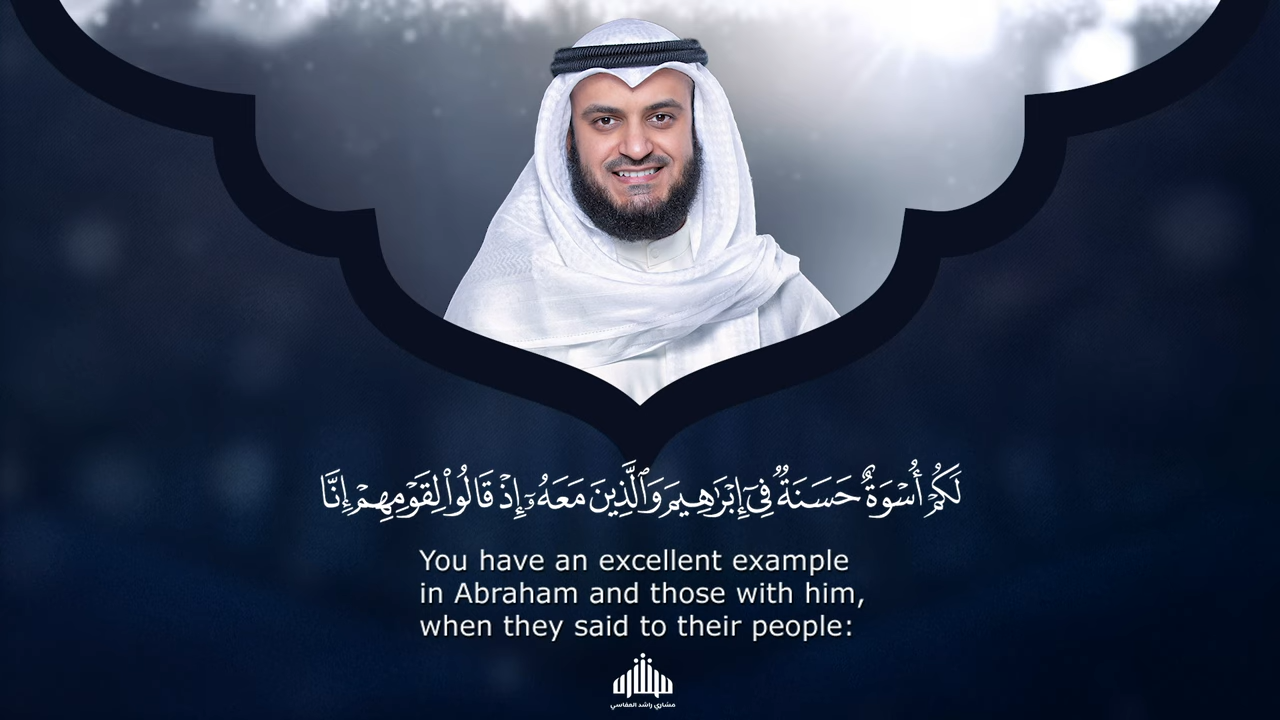 لَكُمْ أُسْوَةٌ حَسَنَةٌ فِىٓ إِبْرَٰهِيمَ وَٱلَّذِينَ مَعَهُۥٓ إِذْ قَالُوا۟ لِقَوْمِهِمْ إِنَّا
You have an excellent example
in Abraham and those with him,
when they said to their people:
مشاري راشد العفاسي